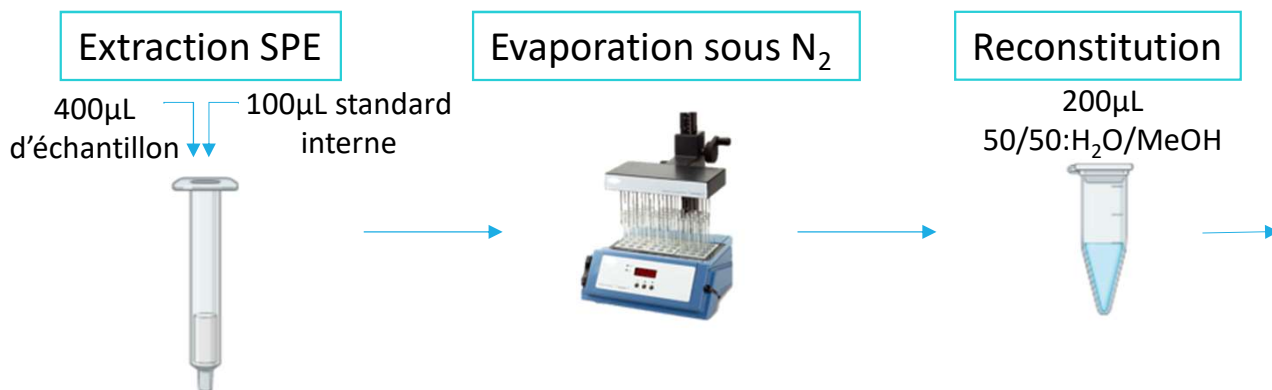 Extraction SPE
Evaporation sous N₂
Reconstitution
400µL
d'échantillon
100µL standard
interne
200µL
50/50:H₂O/MeOH